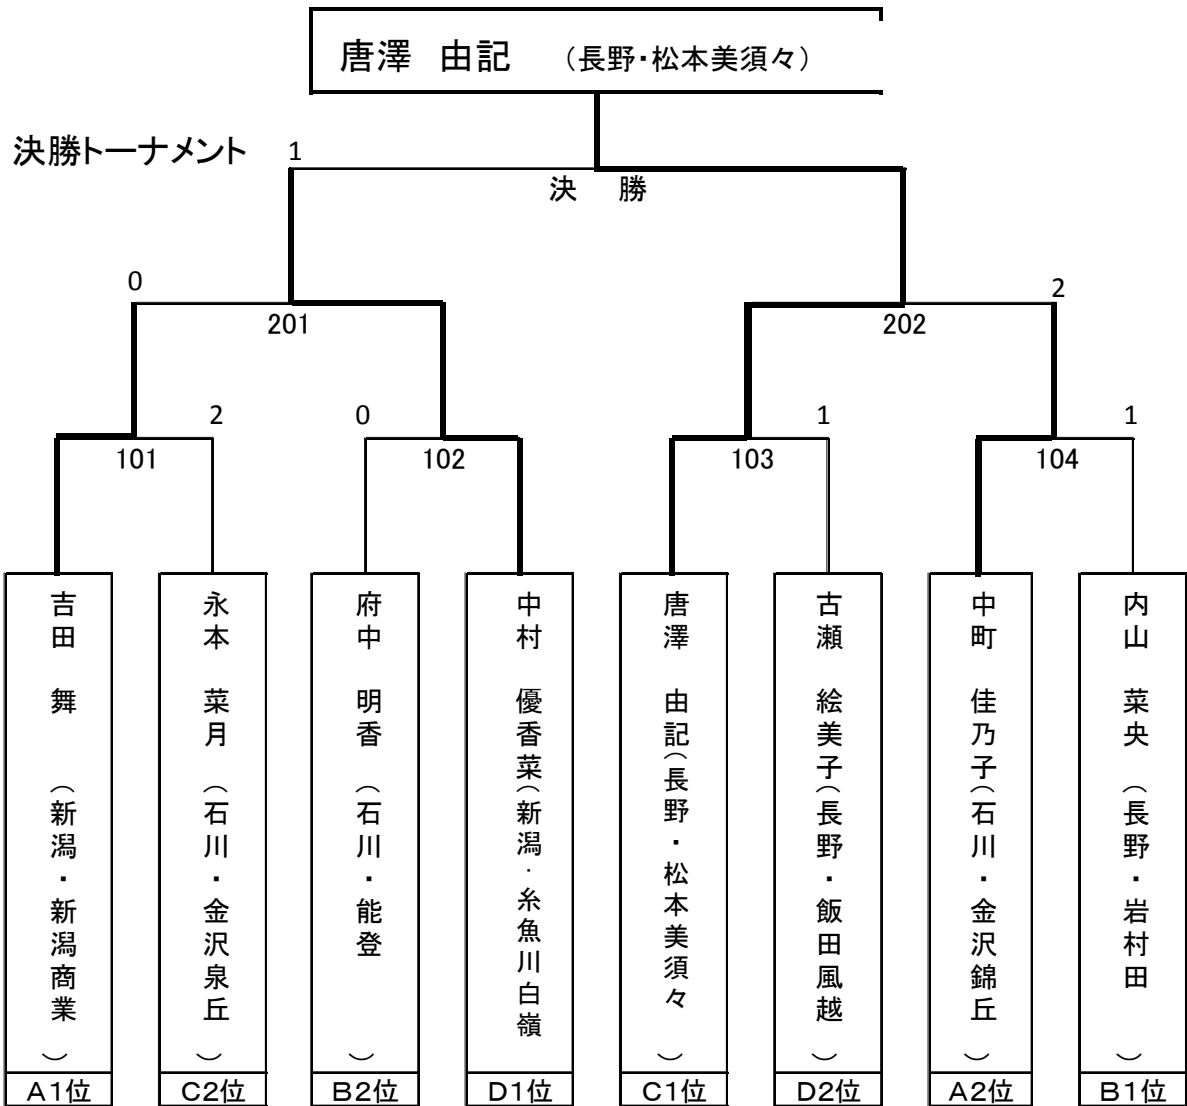 唐澤　由記　（長野・松本美須々）
決勝トーナメント
1
決　勝
0
2
201
202
2
0
1
1
101
102
103
104
吉田　舞　（新潟・新潟商業）
永本　菜月　（石川・金沢泉丘）
府中　明香　（石川・能登）
中村　優香菜（新潟・糸魚川白嶺
唐澤　由記（長野・松本美須々）
古瀬　絵美子（長野・飯田風越）
中町　佳乃子（石川・金沢錦丘）
内山　菜央　（長野・岩村田）
A1位
C2位
B2位
D1位
C1位
D2位
A2位
B1位